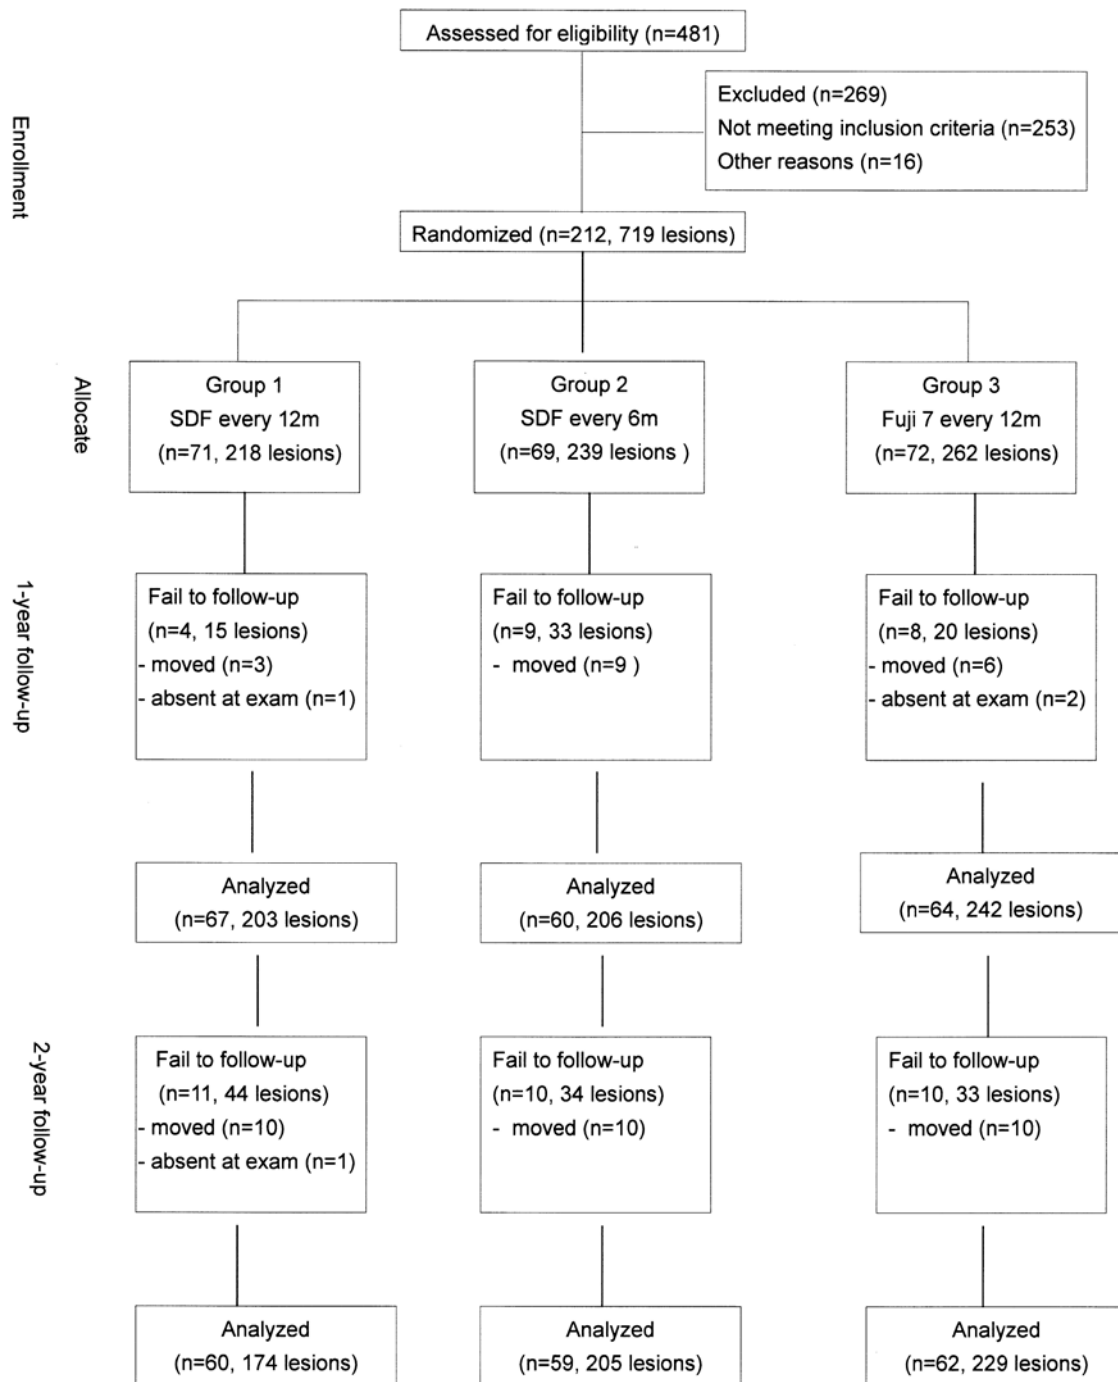 Assessed for eligibility (n=481)
Excluded (n=269)
Not meeting inclusion criteria (n=253)
Other reasons (n=16)
Enrollment
Randomized (n=212, 719 lesions)
Allocate
Group 1
SDF every 12m
(n=71, 218 lesions)
Group 2
SDF every 6m
(n=69, 239 lesions )
Group 3
Fuji 7 every 12m
(n=72, 262 lesions)
1-year follow-up
Fail to follow-up
(n=4, 15 lesions)
- moved (n=3)
- absent at exam (n=1)
Fail to follow-up
(n=9, 33 lesions)
- moved (n=9 )
Fail to follow-up
(n=8, 20 lesions)
- moved (n=6)
- absent at exam (n=2)
Analyzed
(n=67, 203 lesions)
Analyzed
(n=60, 206 lesions)
Analyzed
(n=64, 242 lesions)
2-year follow-up
Fail to follow-up
(n=11, 44 lesions)
- moved (n=10)
- absent at exam (n=1)
Fail to follow-up
(n=10, 34 lesions)
- moved (n=10)
Fail to follow-up
(n=10, 33 lesions)
- moved (n=10)
Analyzed
(n=60, 174 lesions)
Analyzed
(n=59, 205 lesions)
Analyzed
(n=62, 229 lesions)